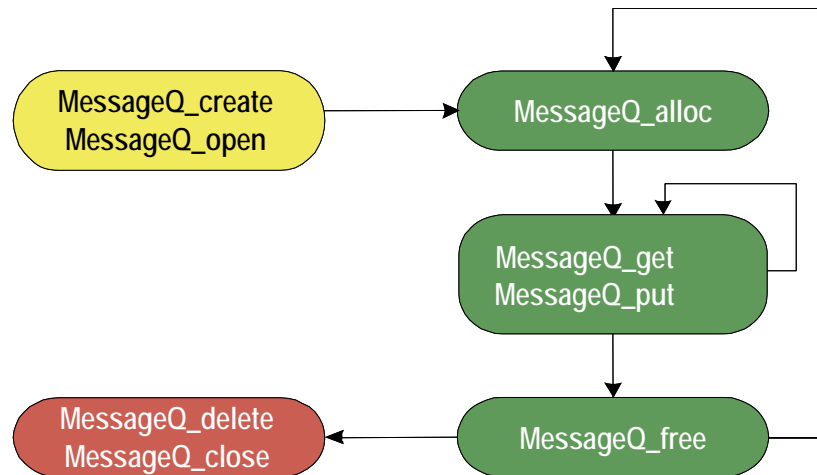 MessageQ_create
MessageQ_open
MessageQ_alloc
MessageQ_get
MessageQ_put
MessageQ_delete
MessageQ_close
MessageQ_free